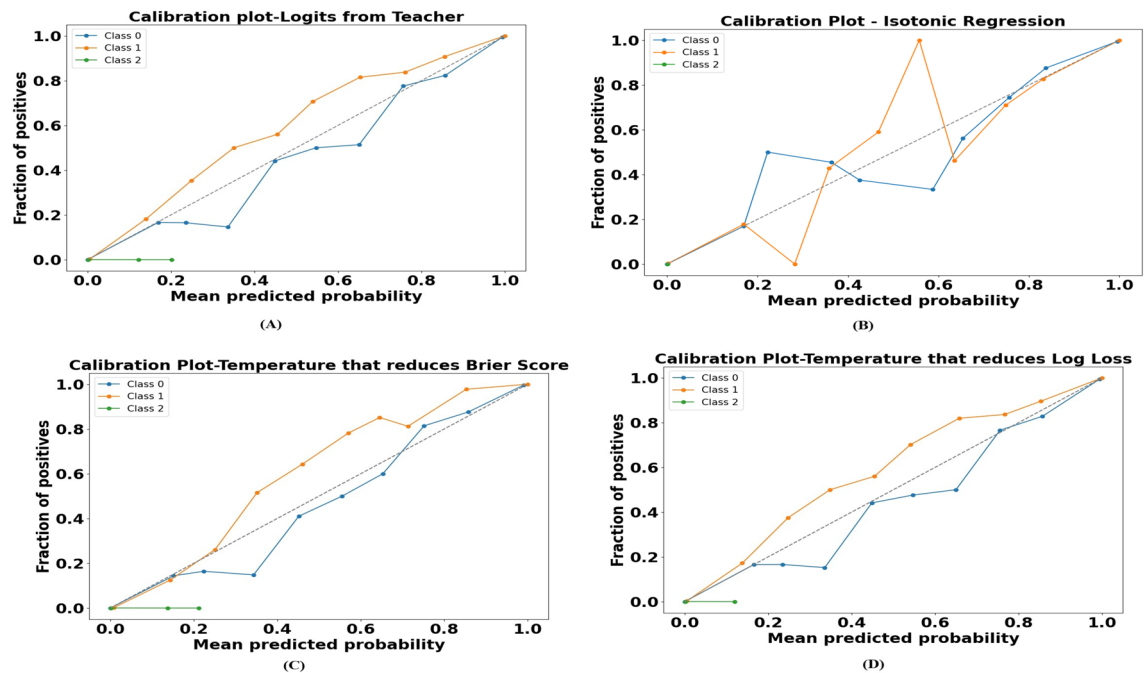 Calibration plot-Logits from Teacher
Class 0
Class 1
Class 2
Fraction of positives
1.0
0.8
0.6
0.4
0.2
0.0
0.0 0.2 0.4 0.6 0.8 1.0
Mean predicted probability
(A)
Calibration Plot - Isotonic Regression
Class 0
Class 1
Class 2
Fraction of positives
1.0
0.8
0.6
0.4
0.2
0.0
0.0 0.2 0.4 0.6 0.8 1.0
Mean predicted probability
(B)
Calibration Plot-Temperature that reduces Brier Score
Class 0
Class 1
Class 2
Fraction of positives
1.0
0.8
0.6
0.4
0.2
0.0
0.0 0.2 0.4 0.6 0.8 1.0
Mean predicted probability
(C)
Calibration Plot-Temperature that reduces Log Loss
Class 0
Class 1
Class 2
Fraction of positives
1.0
0.8
0.6
0.4
0.2
0.0
0.0 0.2 0.4 0.6 0.8 1.0
Mean predicted probability
(D)